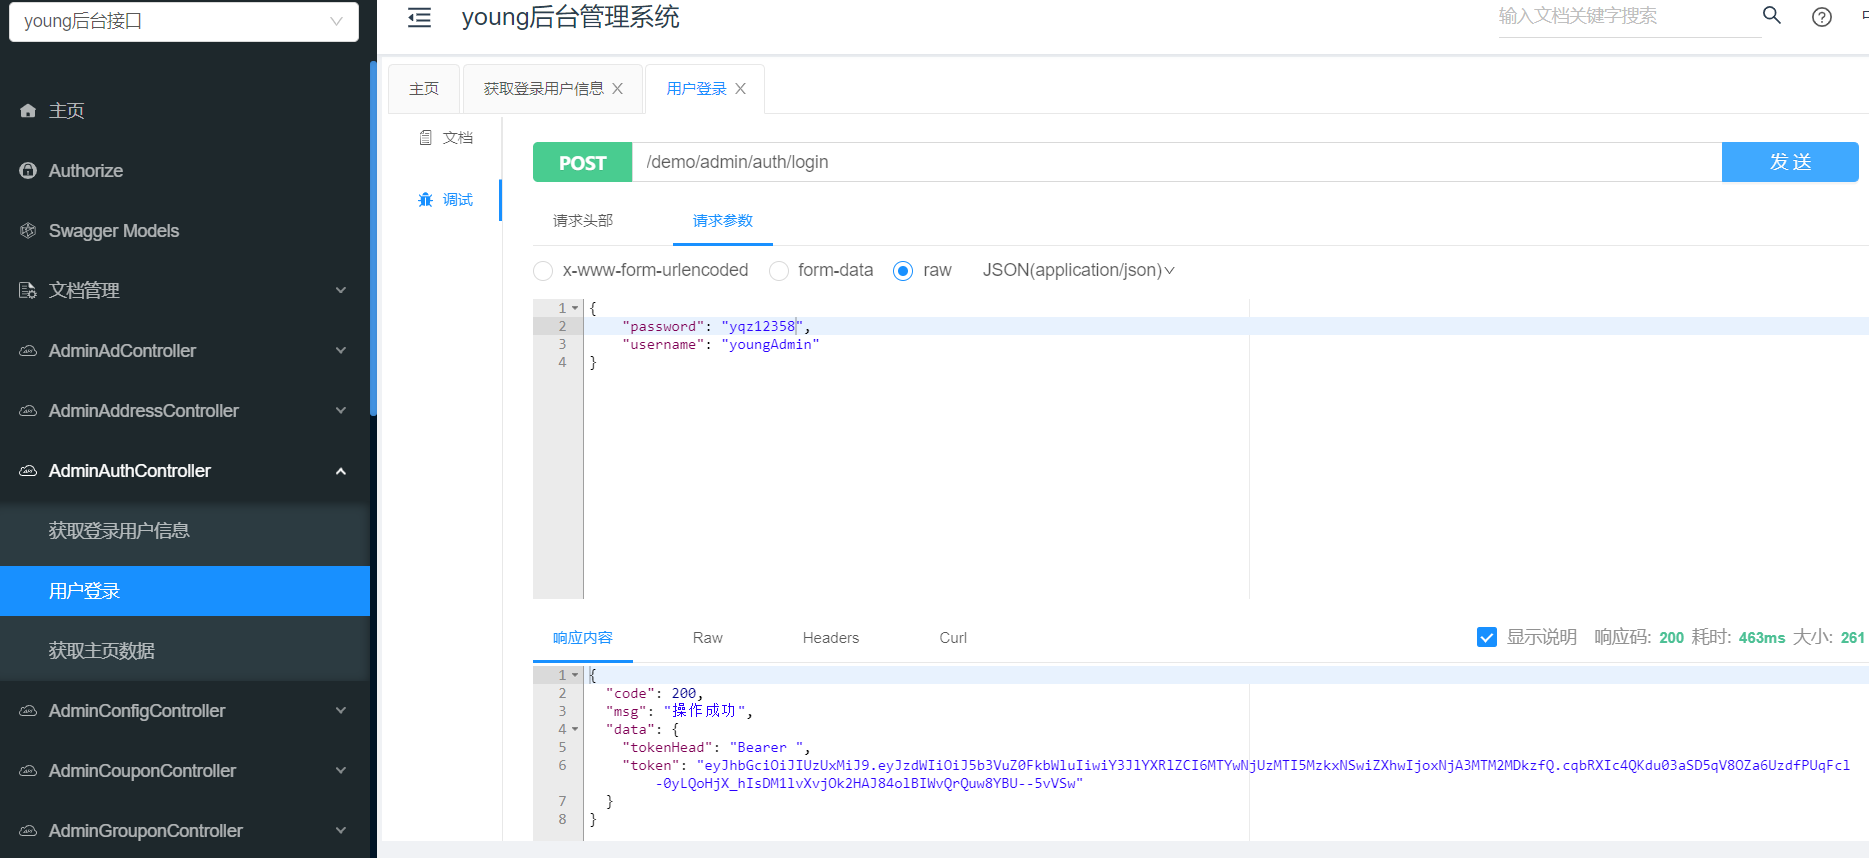 young后台接口
young后台管理系统
输入文档关键字搜索
主页
Authorize
Swagger Models
文档管理
AdminAdController
AdminAddressController
AdminAuthController
获取登录用户信息
用户登录
获取主页数据
AdminConfigController
AdminCouponController
AdminGrouponController
主页
获取登录用户信息
用户登录
文档
调试
POST
/demo/admin/auth/login
发 送
请求头部
请求参数
x-www-form-urlencoded
form-data
raw
JSON(application/json)
1 {
2 "password": "yqz12358",
3 "username": "youngAdmin"
4 }
响应内容
Raw
Headers
Curl
显示说明
响应码: 200 耗时: 463ms 大小: 261
1 {
2 "code": 200,
3 "msg": "操作成功",
4 "data": {
5 "tokenHead": "Bearer ",
6 "token": "eyJhbGciOiJIUzUxMiJ9.eyJzdWIiOiJ5b3VuZ0FkbWluIiwiY3JlYXRlZCI6MTYwNjUzMTI5MzkxNSwiZXhwIjoxNjA3MTM2MDkzfQ.cqbRXIc4QKdu03aSD5qV8OZa6UzdfPUqFcl
-0yLQoHjX_hIsDM1lvXvjOk2HAJ84olBIWvQrQuw8YBU--5vVSw"
7 }
8 }